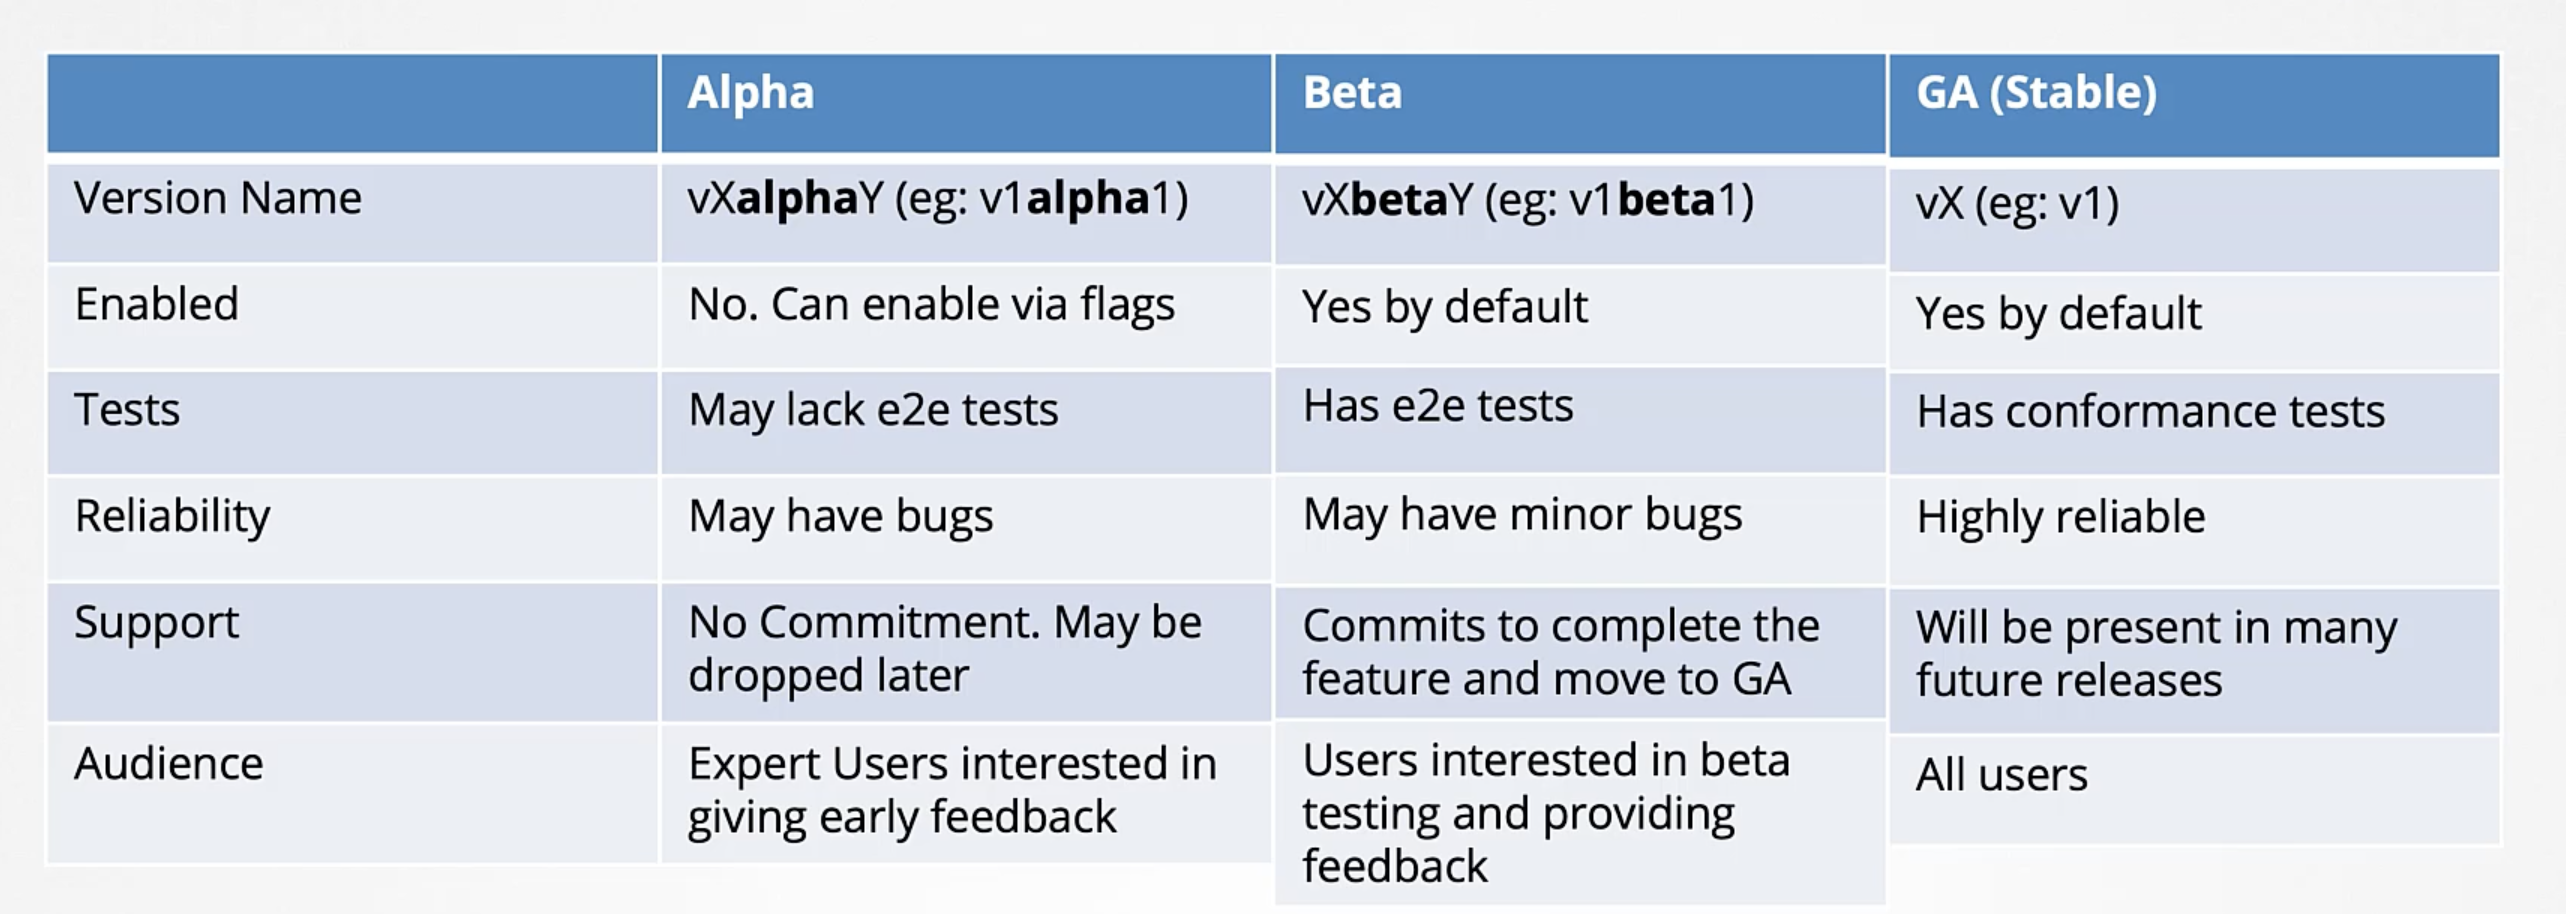 Alpha
Beta
GA (Stable)
Version Name
vXalphaY (eg: v1alpha1)
vXbetaY (eg: v1beta1)
vX (eg: v1)
Enabled
No. Can enable via flags
Yes by default
Yes by default
Tests
May lack e2e tests
Has e2e tests
Has conformance tests
Reliability
May have bugs
May have minor bugs
Highly reliable
Support
No Commitment. May be
dropped later
Commits to complete the
feature and move to GA
Will be present in many
future releases
Audience
Expert Users interested in
giving early feedback
Users interested in beta
testing and providing
feedback
All users